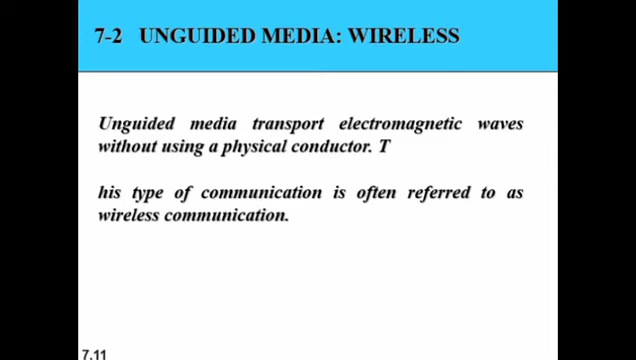 7-2 UNGUIDED MEDIA: WIRELESS
Unguided media transport electromagnetic waves
without using a physical conductor. T
his type of communication is often referred to as
wireless communication.
7.11